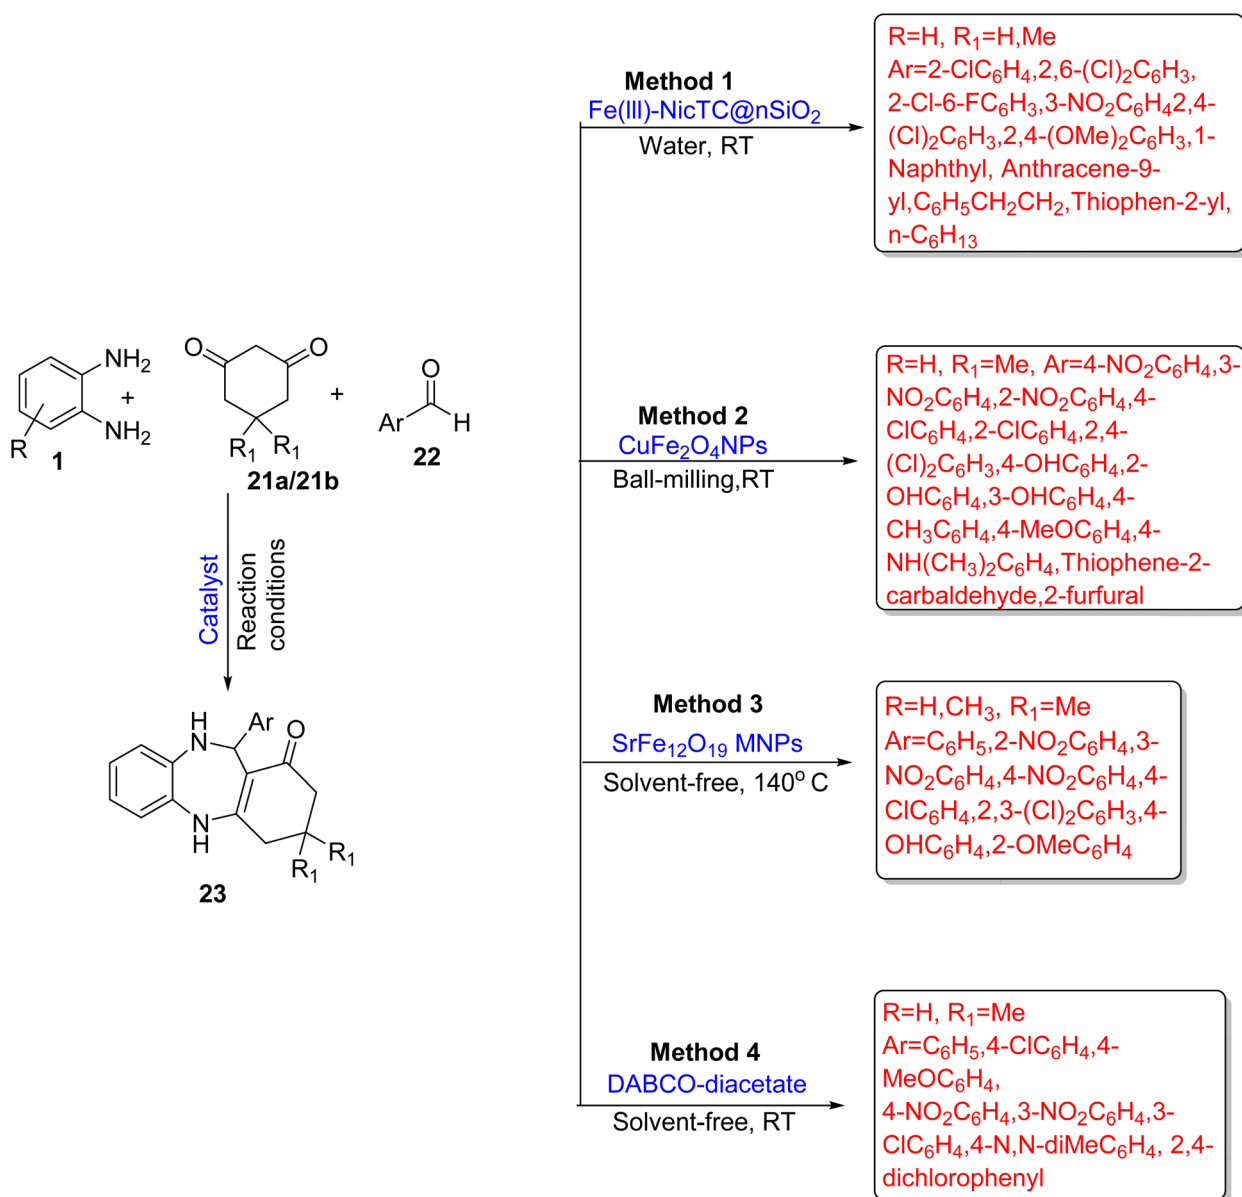 NH₂
+
NH₂
R
1
O
O
R₁
R₁
21a/21b
+
O
Ar
H
22
Catalyst
Reaction
conditions
H
N
Ar
O
N
H
R₁
R₁
23
Method 1
Fe(III)-NicTC@nSiO₂
Water, RT
R=H, R₁=H,Me
Ar=2-ClC₆H₄,2,6-(Cl)₂C₆H₃,
2-Cl-6-FC₆H₃,3-NO₂C₆H₄2,4-
(Cl)₂C₆H₃,2,4-(OMe)₂C₆H₃,1-
Naphthyl, Anthracene-9-
yl,C₆H₅CH₂CH₂,Thiophen-2-yl,
n-C₆H₁₃
Method 2
CuFe₂O₄NPs
Ball-milling,RT
R=H, R₁=Me, Ar=4-NO₂C₆H₄,3-
NO₂C₆H₄,2-NO₂C₆H₄,4-
ClC₆H₄,2-ClC₆H₄,2,4-
(Cl)₂C₆H₃,4-OHC₆H₄,2-
OHC₆H₄,3-OHC₆H₄,4-
CH₃C₆H₄,4-MeOC₆H₄,4-
NH(CH₃)₂C₆H₄,Thiophene-2-
carbaldehyde,2-furfural
Method 3
SrFe₁₂O₁₉ MNPs
Solvent-free, 140° C
R=H,CH₃, R₁=Me
Ar=C₆H₅,2-NO₂C₆H₄,3-
NO₂C₆H₄,4-NO₂C₆H₄,4-
ClC₆H₄,2,3-(Cl)₂C₆H₃,4-
OHC₆H₄,2-OMeC₆H₄
Method 4
DABCO-diacetate
Solvent-free, RT
R=H, R₁=Me
Ar=C₆H₅,4-ClC₆H₄,4-
MeOC₆H₄,
4-NO₂C₆H₄,3-NO₂C₆H₄,3-
ClC₆H₄,4-N,N-diMeC₆H₄, 2,4-
dichlorophenyl